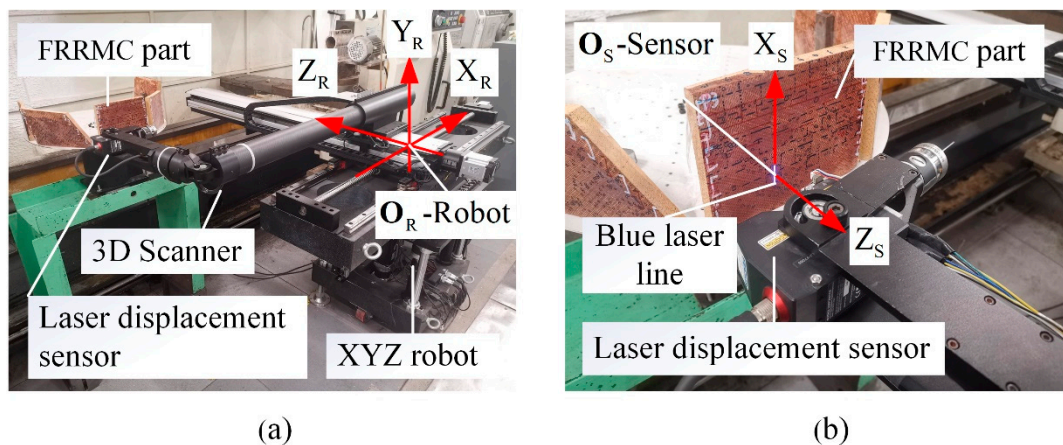 FRRMC part
Y_R
Z_R
X_R
O_R-Robot
3D Scanner
Laser displacement
sensor
XYZ robot
(a)
O_S-Sensor
X_S
FRRMC part
Blue laser
line
Z_S
Laser displacement sensor
(b)